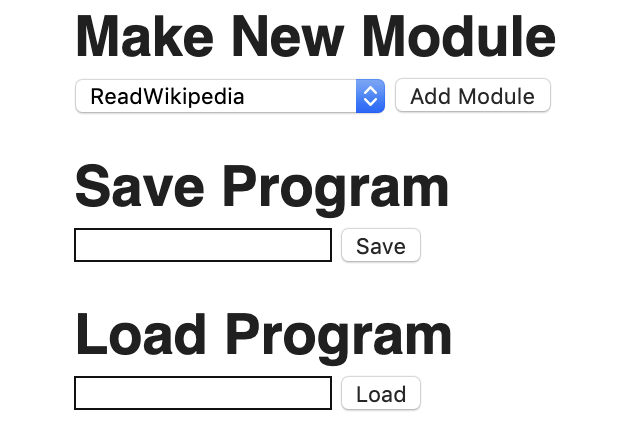 Make New Module
ReadWikipedia Add Module
Save Program
Save
Load Program
Load